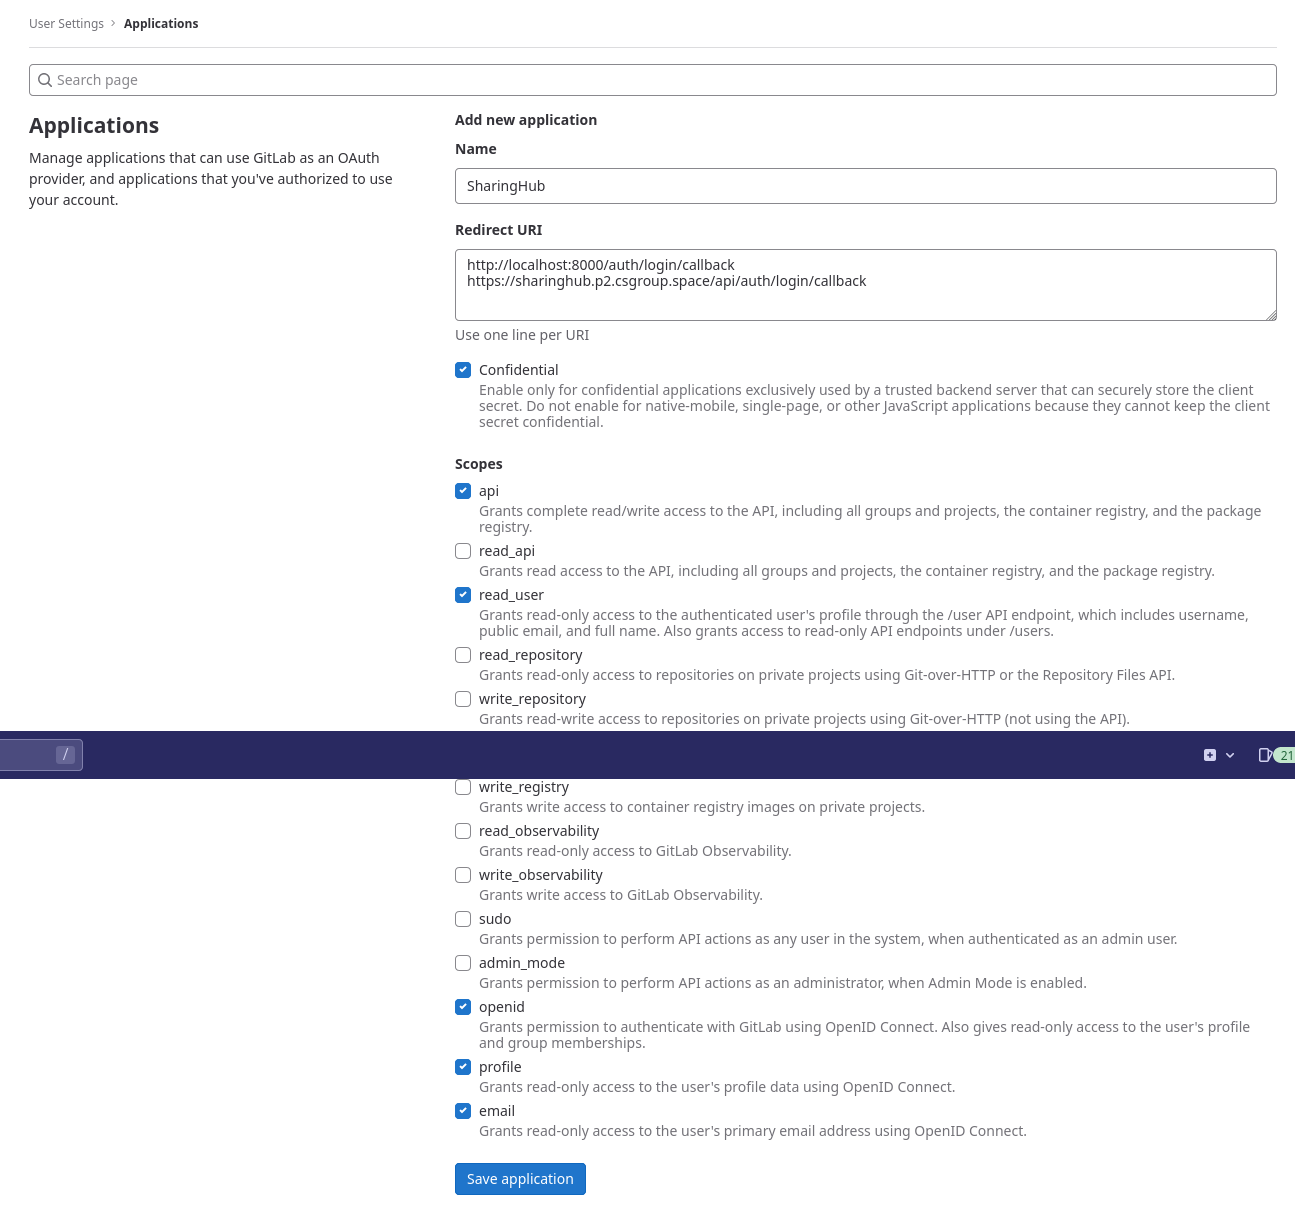 User Settings > Applications
Search page
Applications
Manage applications that can use GitLab as an OAuth
provider, and applications that you've authorized to use
your account.
Add new application
Name
SharingHub
Redirect URI
http://localhost:8000/auth/login/callback
https://sharinghub.p2.csgroup.space/api/auth/login/callback
Use one line per URI
Confidential
Enable only for confidential applications exclusively used by a trusted backend server that can securely store the client
secret. Do not enable for native-mobile, single-page, or other JavaScript applications because they cannot keep the client
secret confidential.
Scopes
api
Grants complete read/write access to the API, including all groups and projects, the container registry, and the package
registry.
read_api
Grants read access to the API, including all groups and projects, the container registry, and the package registry.
read_user
Grants read-only access to the authenticated user's profile through the /user API endpoint, which includes username,
public email, and full name. Also grants access to read-only API endpoints under /users.
read_repository
Grants read-only access to repositories on private projects using Git-over-HTTP or the Repository Files API.
write_repository
Grants read-write access to repositories on private projects using Git-over-HTTP (not using the API).
/
21
write_registry
Grants write access to container registry images on private projects.
read_observability
Grants read-only access to GitLab Observability.
write_observability
Grants write access to GitLab Observability.
sudo
Grants permission to perform API actions as any user in the system, when authenticated as an admin user.
admin_mode
Grants permission to perform API actions as an administrator, when Admin Mode is enabled.
openid
Grants permission to authenticate with GitLab using OpenID Connect. Also gives read-only access to the user's profile
and group memberships.
profile
Grants read-only access to the user's profile data using OpenID Connect.
email
Grants read-only access to the user's primary email address using OpenID Connect.
Save application